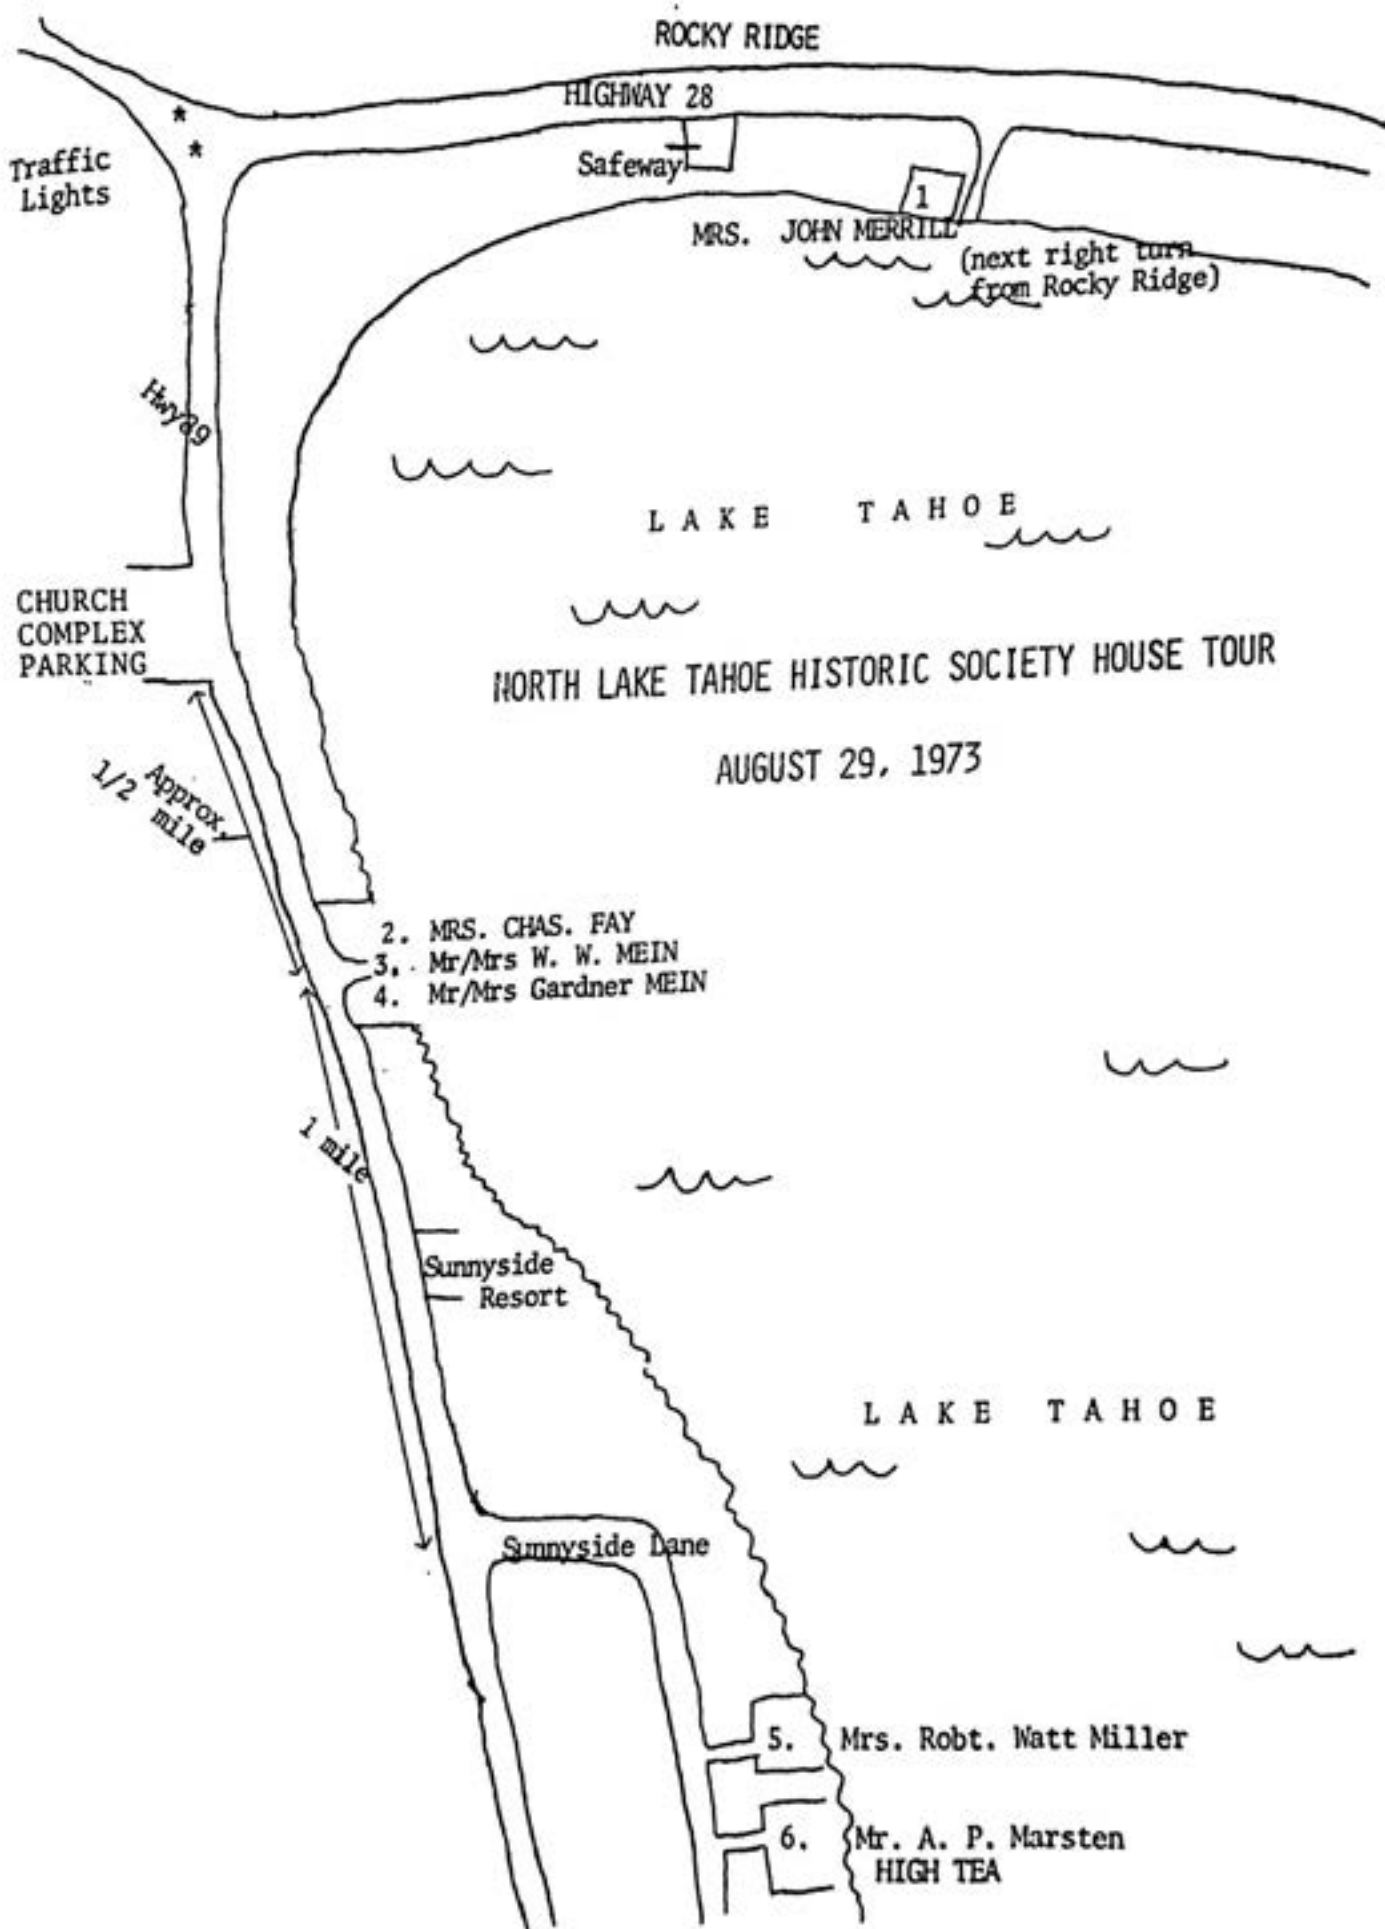 ROCKY RIDGE
HIGHWAY 28
* 
*
Traffic
Lights
Safeway
1
MRS. JOHN MERRILL
(next right turn
from Rocky Ridge)
Hwy89
LAKE TAHOE
CHURCH
COMPLEX
PARKING
NORTH LAKE TAHOE HISTORIC SOCIETY HOUSE TOUR
AUGUST 29, 1973
Approx.
1/2 mile
2. MRS. CHAS. FAY
3. Mr/Mrs W. W. MEIN
4. Mr/Mrs Gardner MEIN
1 mile
Sunnyside
Resort
LAKE TAHOE
Sunnyside Lane
5. Mrs. Robt. Watt Miller
6. Mr. A. P. Marsten
HIGH TEA